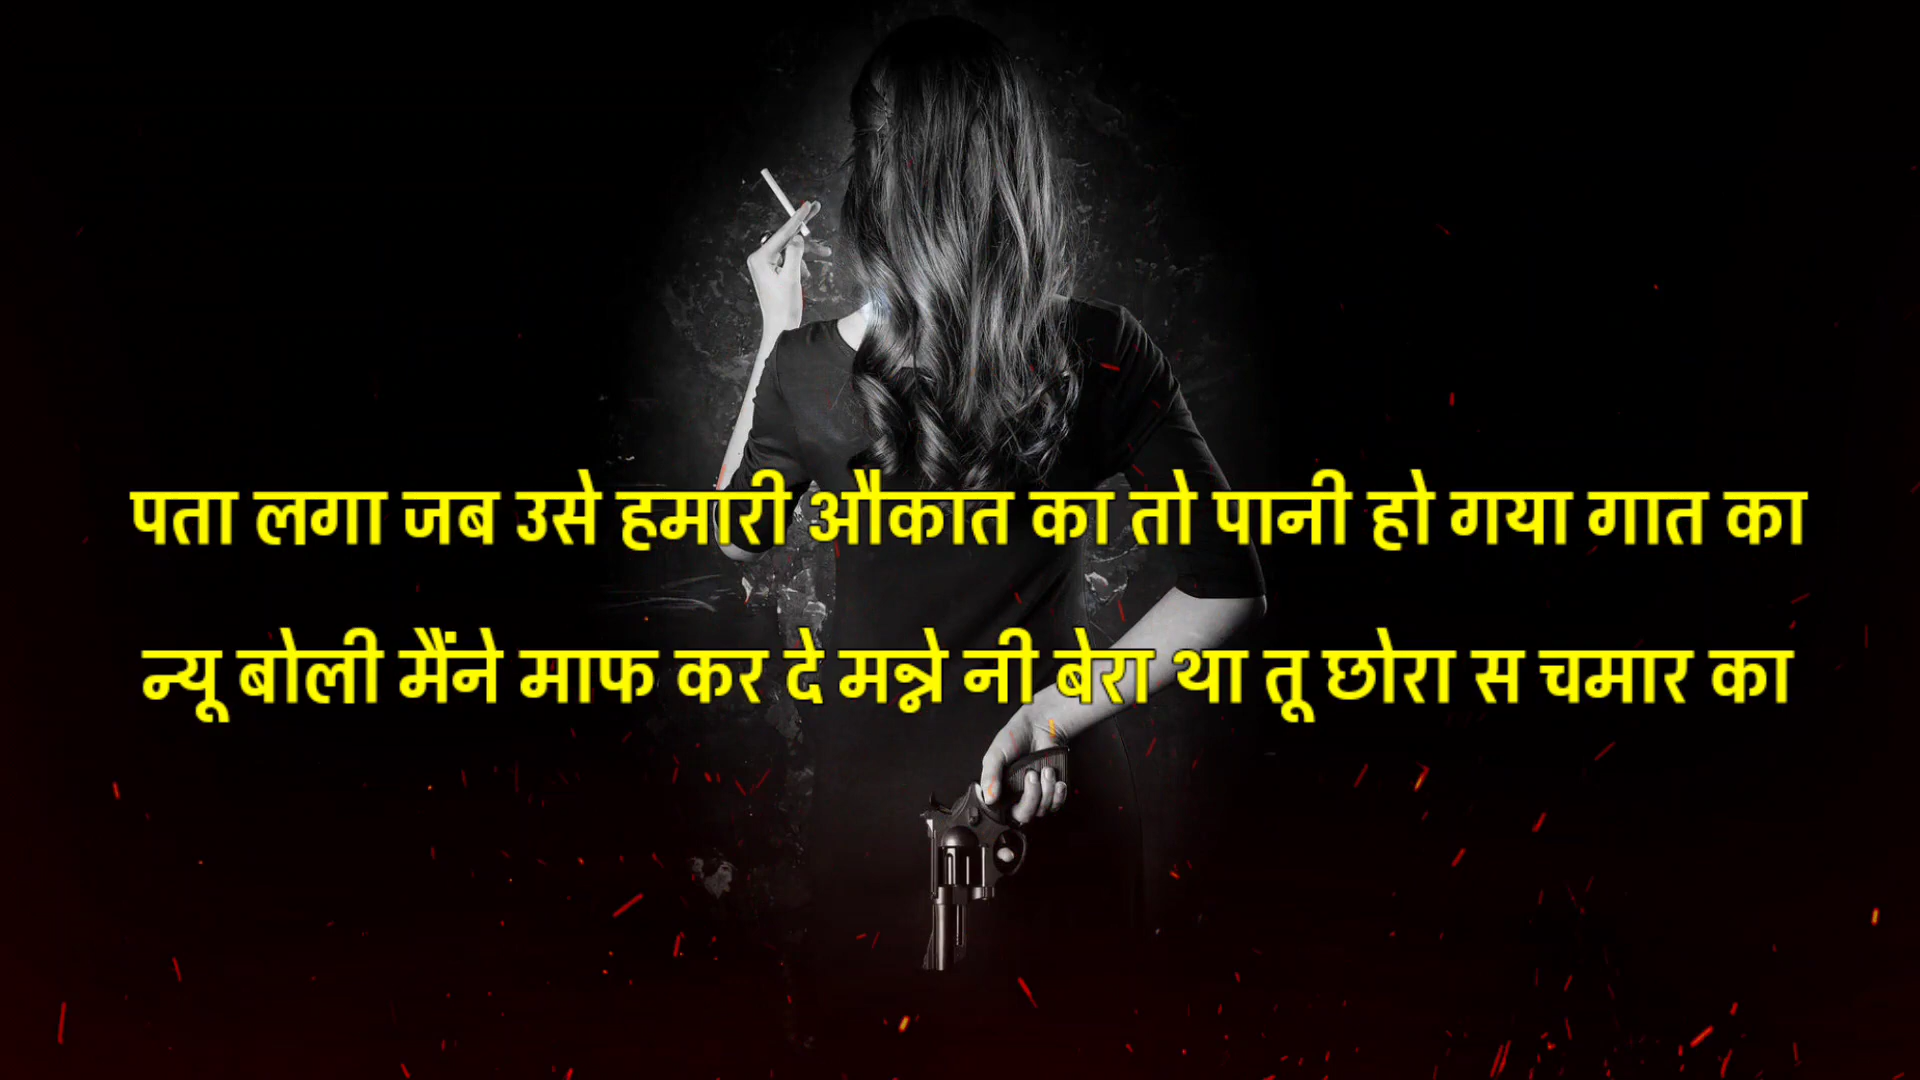 पता लगा जब उसे हमारी औकात का तो पानी हो गया गात का
न्यू बोली मैंने माफ कर दे मन्ने नी बेरा था तू छोरा स चमार का